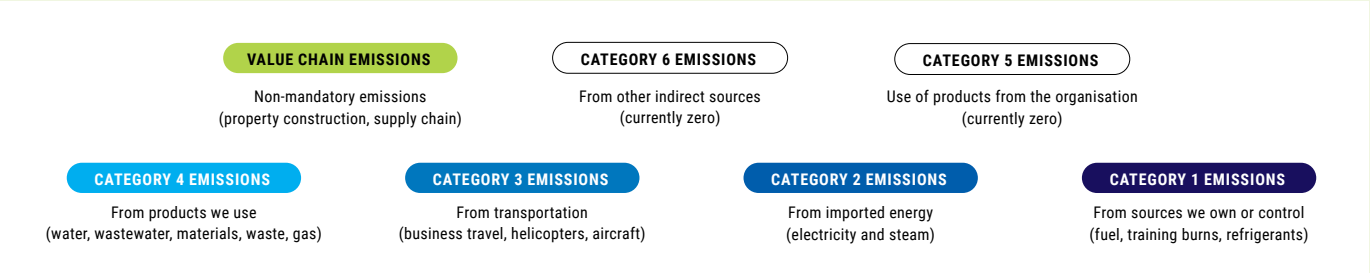 VALUE CHAIN EMISSIONS
Non-mandatory emissions
(property construction, supply chain)
CATEGORY 6 EMISSIONS
From other indirect sources
(currently zero)
CATEGORY 5 EMISSIONS
Use of products from the organisation
(currently zero)
CATEGORY 4 EMISSIONS
From products we use
(water, wastewater, materials, waste, gas)
CATEGORY 3 EMISSIONS
From transportation
(business travel, helicopters, aircraft)
CATEGORY 2 EMISSIONS
From imported energy
(electricity and steam)
CATEGORY 1 EMISSIONS
From sources we own or control
(fuel, training burns, refrigerants)